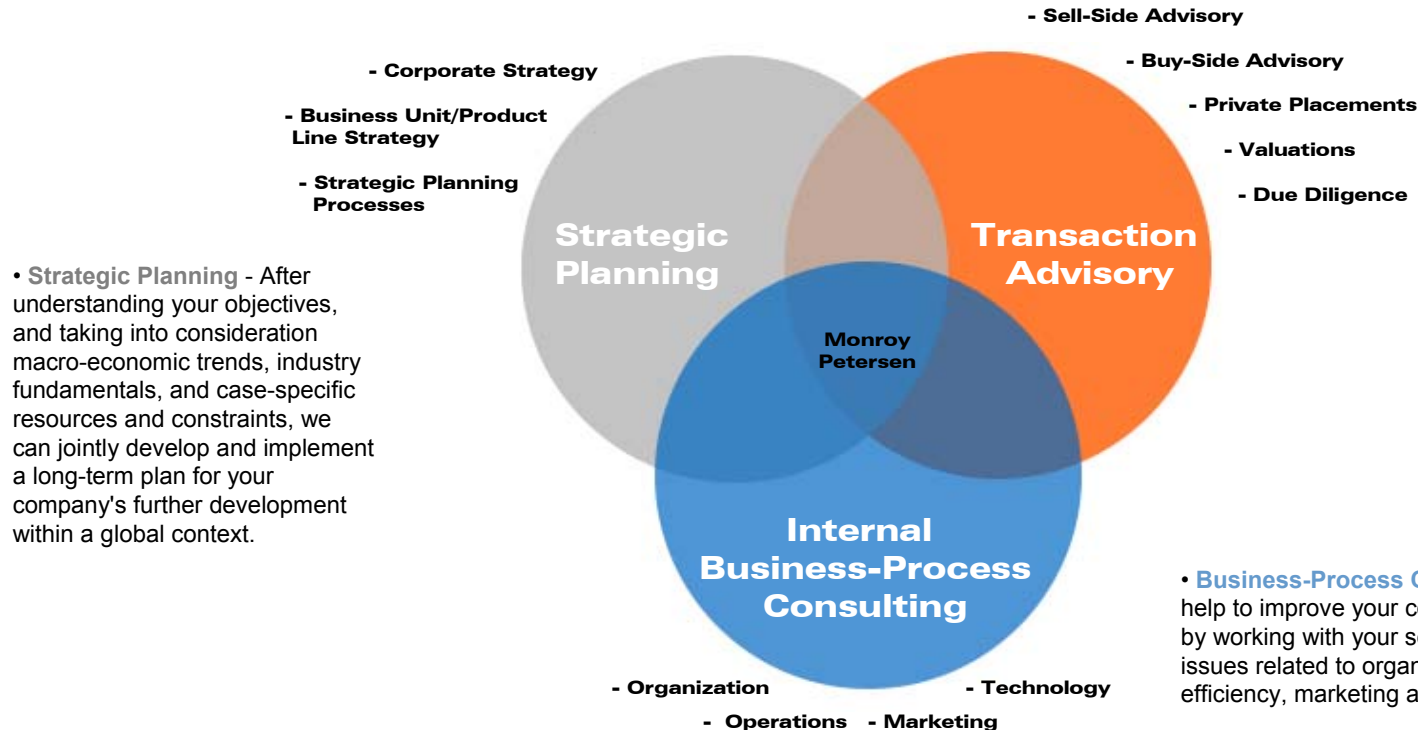 - Sell-Side Advisory
- Corporate Strategy
- Buy-Side Advisory
- Business Unit/Product
Line Strategy
- Private Placements
- Valuations
- Strategic Planning
Processes
- Due Diligence
Strategic
Planning
Transaction
Advisory
• Strategic Planning - After
understanding your objectives,
and taking into consideration
macro-economic trends, industry
fundamentals, and case-specific
resources and constraints, we
can jointly develop and implement
a long-term plan for your
company's further development
within a global context.
Monroy
Petersen
Internal
Business-Process
Consulting
• Business-Process
help to improve your
by working with your
issues related to
efficiency, marketing
- Organization
- Technology
- Operations - Marketing